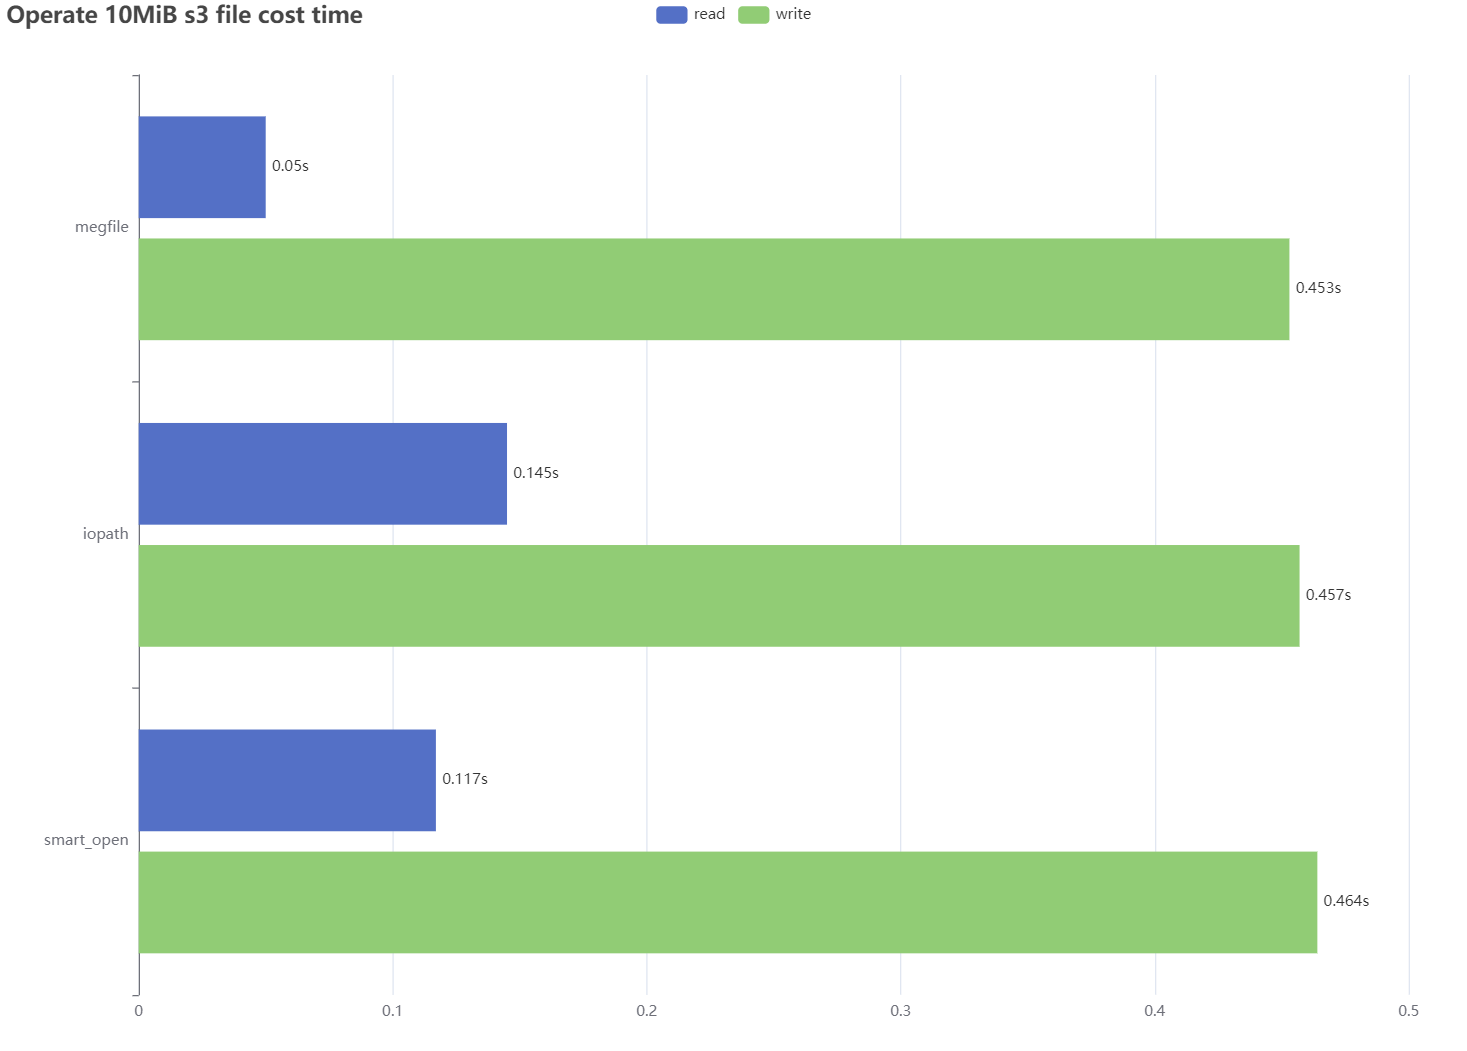 Operate 10MiB s3 file cost time
read write
0.05s
megfile
0.453s
0.145s
iopath
0.457s
0.117s
smart_open
0.464s
0 0.1 0.2 0.3 0.4 0.5